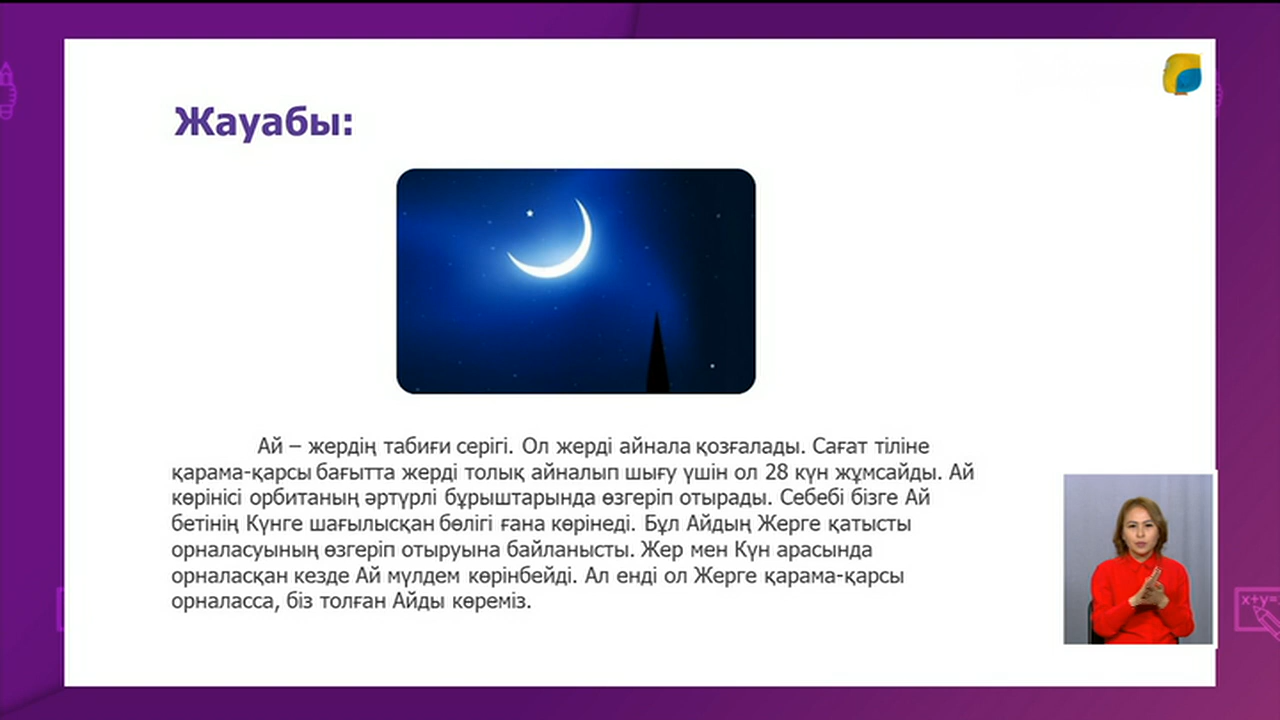 Жауабы:
Ай – жердің табиғи серігі. Ол жерді айнала қозғалады. Сағат тіліне
қарама-қарсы бағытта жерді толық айналып шығу үшін ол 28 күн жұмсайды. Ай
көрінісі орбитаның әртүрлі бұрыштарында өзгеріп отырады. Себебі бізге Ай
бетінің Күнге шағылысқан бөлігі ғана көрінеді. Бұл Айдың Жерге қатысты
орналасуының өзгеріп отыруына байланысты. Жер мен Күн арасында
орналасқан кезде Ай мүлдем көрінбейді. Ал енді ол Жерге қарама-қарсы
орналасса, біз толған Айды көреміз.
x+y=